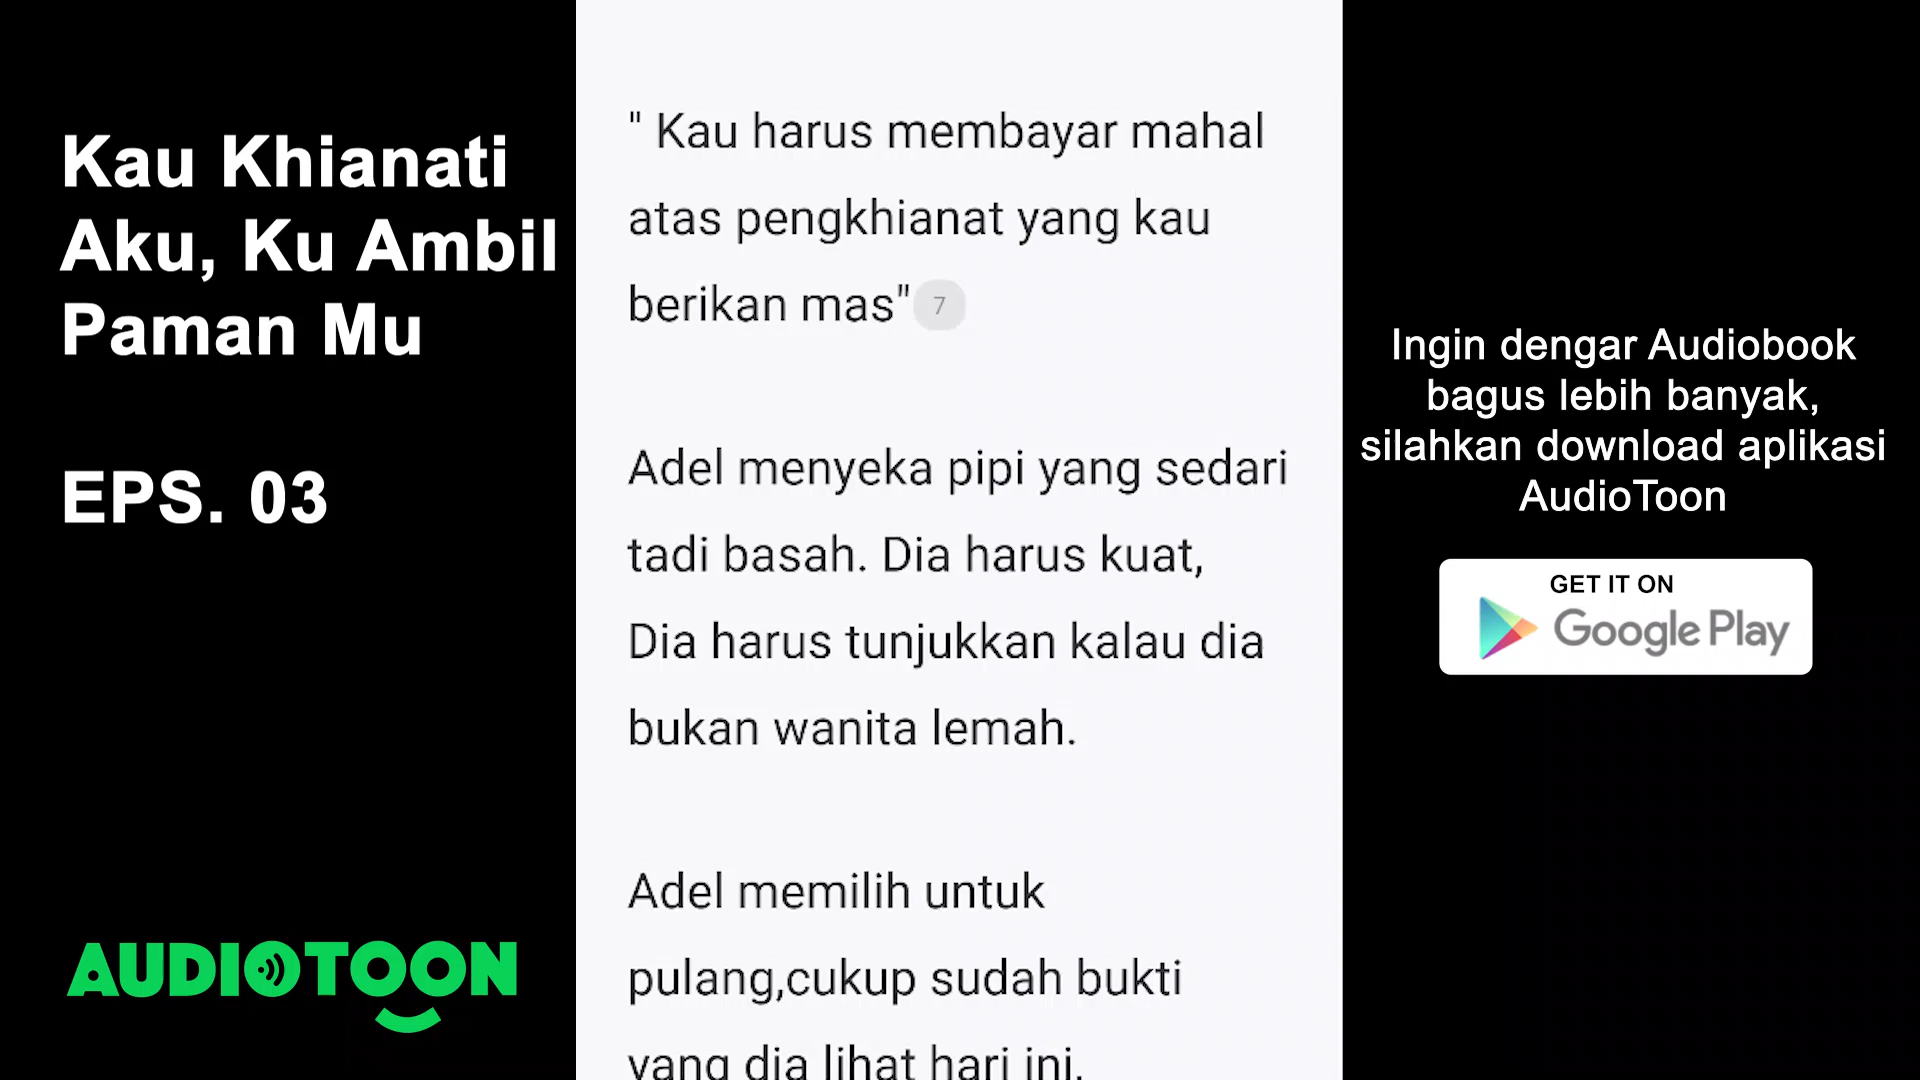 Kau Khianati
Aku, Ku Ambil
Paman Mu
EPS. 03
AUDIOTOON
" Kau harus membayar mahal
atas pengkhianat yang kau
berikan mas" 7
Adel menyeka pipi yang sedari
tadi basah. Dia harus kuat,
Dia harus tunjukkan kalau dia
bukan wanita lemah.
Adel memilih untuk
pulang,cukup sudah bukti
yang dia lihat hari ini.
Ingin dengar Audiobook
bagus lebih banyak,
silahkan download aplikasi
AudioToon
GET IT ON
Google Play